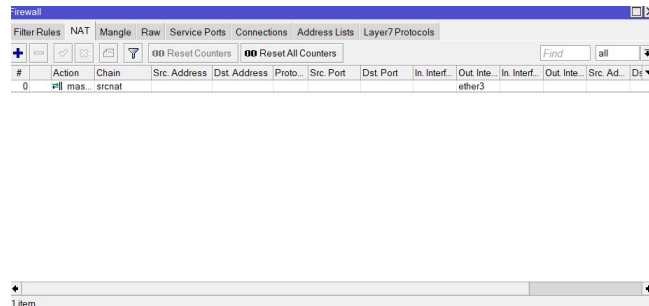 Firewall
Filter Rules NAT Mangle Raw Service Ports Connections Address Lists Layer7 Protocols
00 Reset Counters 00 Reset All Counters Find all
# Action Chain Src. Address Dst. Address Proto... Src. Port Dst. Port In. Interf... Out. Inte... In. Interf... Out. Inte... Src. Ad... Ds
0 mas... srcnat ether3
1 item